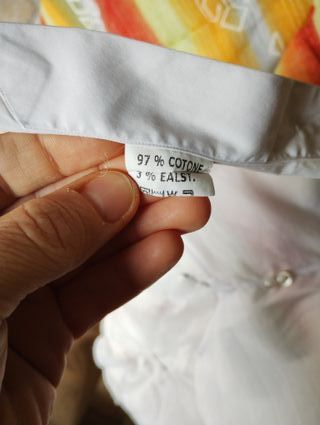 97 % COTONE
3 % EALST.